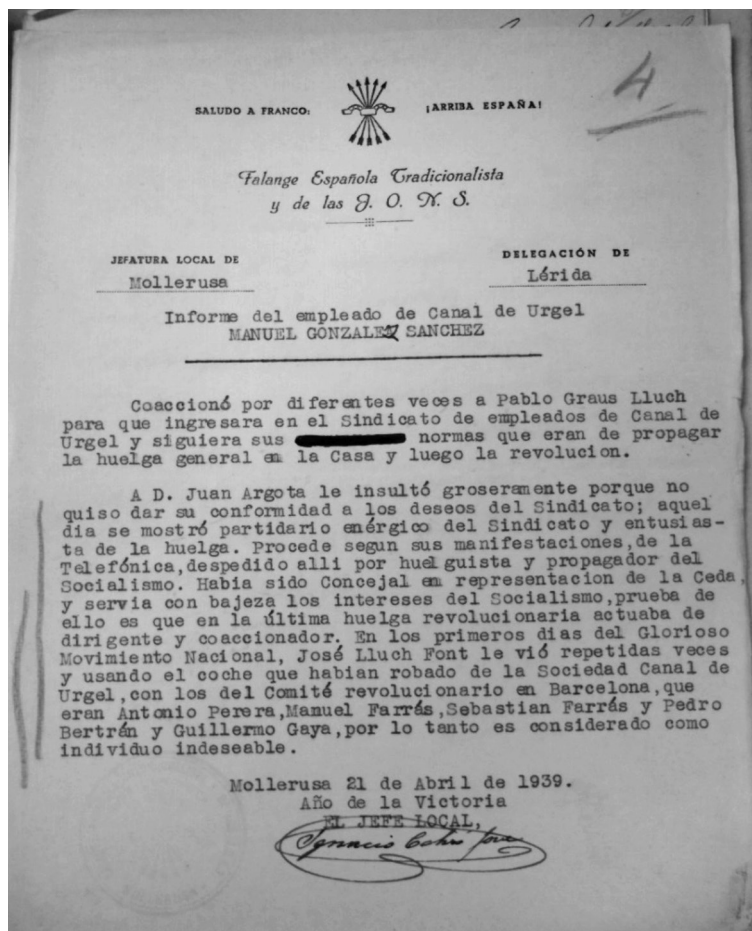 4
SALUDO A FRANCO: ¡ARRIBA ESPAÑA!
Falange Española Tradicionalista
y de las J. O. N. S.
JEFATURA LOCAL DE
Mollerusa
DELEGACIÓN DE
Lérida
Informe del empleado de Canal de Urgel
MANUEL GONZALEZ SANCHEZ
Coaccionó por diferentes veces a Pablo Graus Lluch
para que ingresara en el Sindicato de empleados de Canal de
Urgel y siguiera sus normas que eran de propagar
la huelga general en la Casa y luego la revolucion.
A D. Juan Argota le insultó groseramente porque no
quiso dar su conformidad a los deseos del Sindicato; aquel
dia se mostró partidario enérgico del Sindicato y entusias-
ta de la huelga. Procede segun sus manifestaciones,de la
Telefónica,despedido alli por huelguista y propagador del
Socialismo. Habia sido Concejal en representacion de la Ceda,
y servia con bajeza los intereses del Socialismo,prueba de
ello es que en la última huelga revolucionaria actuaba de
dirigente y coaccionador. En los primeros dias del Glorioso
Movimiento Nacional, José Lluch Font le vió repetidas veces
y usando el coche que habian robado de la Sociedad Canal de
Urgel,con los del Comité revolucionario en Barcelona,que
eran Antonio Perera,Manuel Farrás,Sebastian Farrás y Pedro
Bertrán y Guillermo Gaya,por lo tanto es considerado como
individuo indeseable.
Mollerusa 21 de Abril de 1939.
Año de la Victoria
EL JEFE LOCAL,
Ignacio